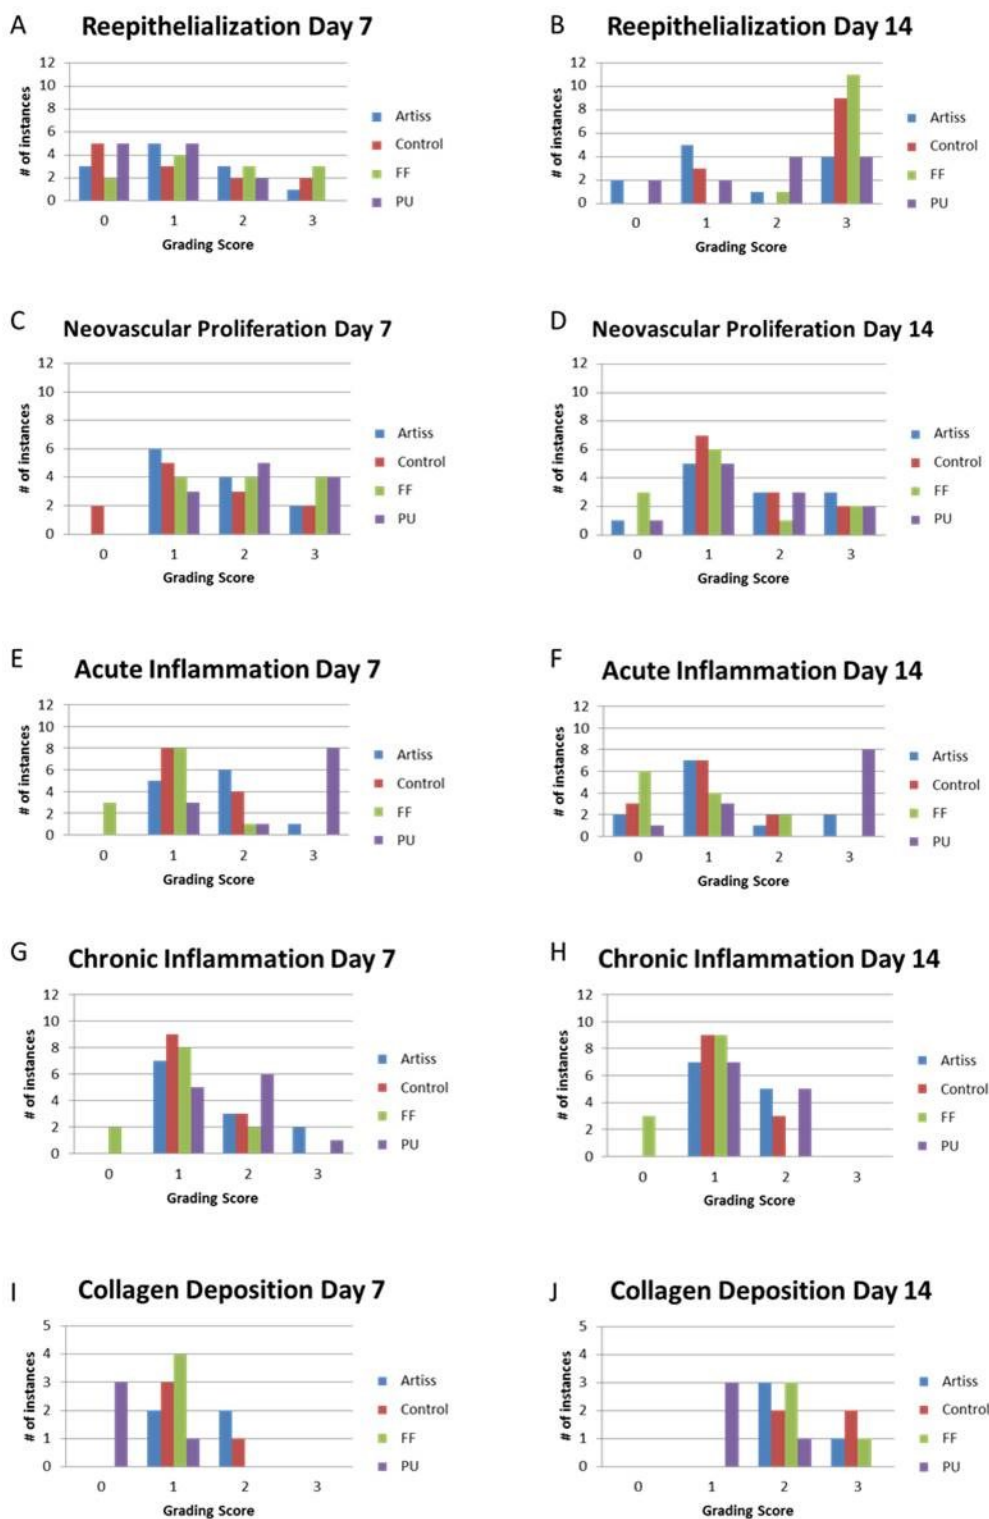 A Reepithelialization Day 7
# of instances
12
10
8
6
4
2
0
0 1 2 3
Grading Score
Artiss
Control
FF
PU
B Reepithelialization Day 14
# of instances
12
10
8
6
4
2
0
0 1 2 3
Grading Score
Artiss
Control
FF
PU
C Neovascular Proliferation Day 7
# of instances
12
10
8
6
4
2
0
0 1 2 3
Grading Score
Artiss
Control
FF
PU
D Neovascular Proliferation Day 14
# of instances
12
10
8
6
4
2
0
0 1 2 3
Grading Score
Artiss
Control
FF
PU
E Acute Inflammation Day 7
# of instances
12
10
8
6
4
2
0
0 1 2 3
Grading Score
Artiss
Control
FF
PU
F Acute Inflammation Day 14
# of instances
12
10
8
6
4
2
0
0 1 2 3
Grading Score
Artiss
Control
FF
PU
G Chronic Inflammation Day 7
# of instances
12
10
8
6
4
2
0
0 1 2 3
Grading Score
Artiss
Control
FF
PU
H Chronic Inflammation Day 14
# of instances
12
10
8
6
4
2
0
0 1 2 3
Grading Score
Artiss
Control
FF
PU
I Collagen Deposition Day 7
# of instances
5
4
3
2
1
0
0 1 2 3
Grading Score
Artiss
Control
FF
PU
J Collagen Deposition Day 14
# of instances
5
4
3
2
1
0
0 1 2 3
Grading Score
Artiss
Control
FF
PU